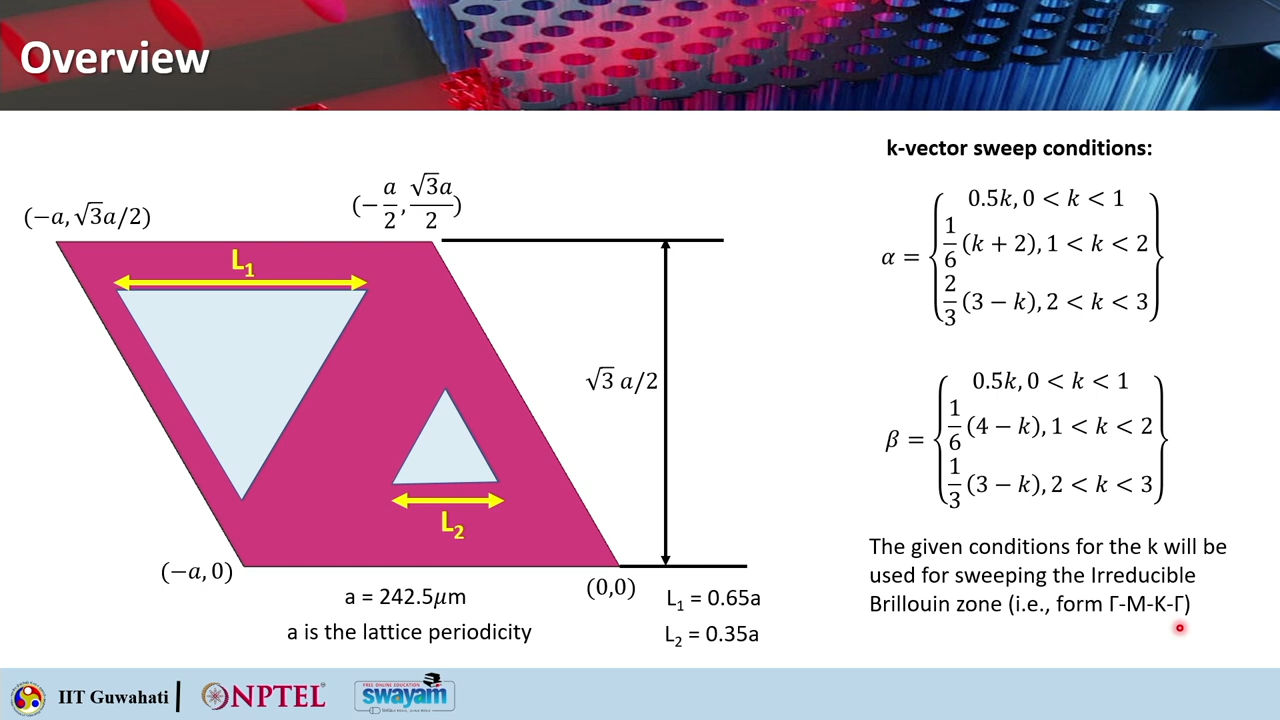 Overview
(−a, √3a/2)
(−a/2, √3a/2)
L₁
L₂
√3 a/2
(−a, 0)
(0,0)
a = 242.5μm
a is the lattice periodicity
L₁ = 0.65a
L₂ = 0.35a
k-vector sweep conditions:
α = { 0.5k, 0 < k < 1
1/6 (k + 2), 1 < k < 2
2/3 (3 − k), 2 < k < 3 }
β = { 0.5k, 0 < k < 1
1/6 (4 − k), 1 < k < 2
1/3 (3 − k), 2 < k < 3 }
The given conditions for the k will be
used for sweeping the Irreducible
Brillouin zone (i.e., form Γ-M-K-Γ)
IIT Guwahati
NPTEL
FREE ONLINE EDUCATION
swayam